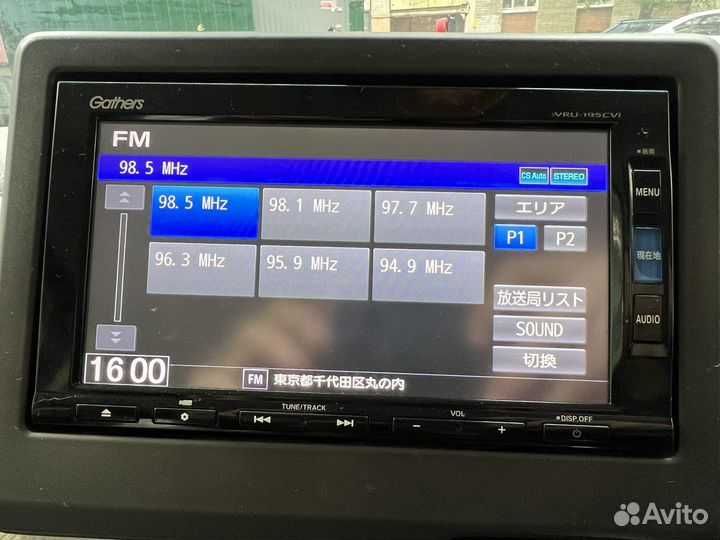 Gathers
VRU-195CVi
FM
98.5 MHz
CS Auto
STEREO
98.5 MHz
98.1 MHz
97.7 MHz
96.3 MHz
95.9 MHz
94.9 MHz
エリア
P1
P2
放送局リスト
SOUND
切換
16:00
FM
東京都千代田区丸の内
MENU
現在地
AUDIO
TUNE/TRACK
VOL
DISP.OFF
Avito